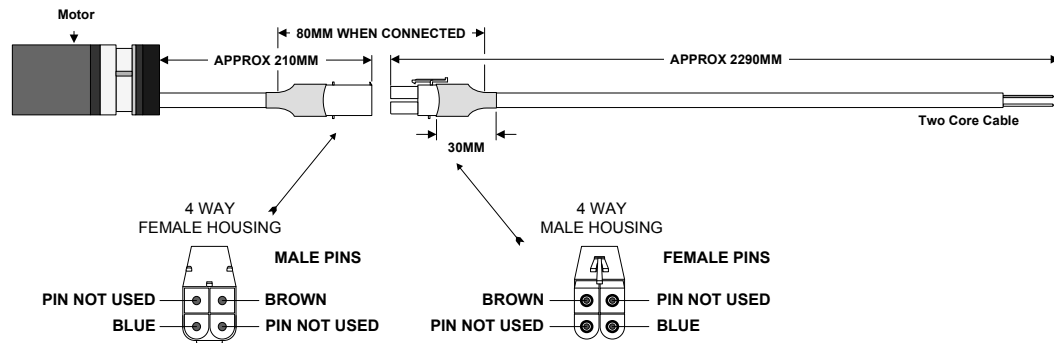 Motor
80MM WHEN CONNECTED
APPROX 210MM
APPROX 2290MM
Two Core Cable
30MM
4 WAY
FEMALE HOUSING
MALE PINS
PIN NOT USED
BROWN
BLUE
PIN NOT USED
4 WAY
MALE HOUSING
FEMALE PINS
BROWN
PIN NOT USED
PIN NOT USED
BLUE